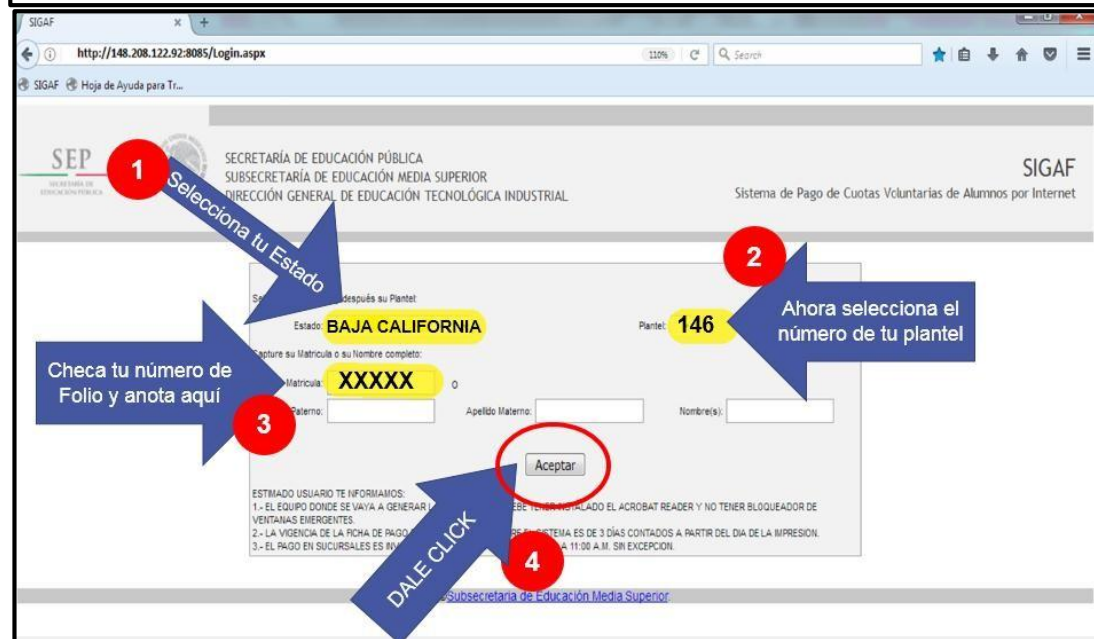 SIGAF
http://148.208.122.92:8085/Login.aspx
110%
Search
SIGAF Hoja de Ayuda para Tr...
SEP
SECRETARÍA DE
EDUCACIÓN PÚBLICA
SECRETARÍA DE EDUCACIÓN PÚBLICA
SUBSECRETARÍA DE EDUCACIÓN MEDIA SUPERIOR
DIRECCIÓN GENERAL DE EDUCACIÓN TECNOLÓGICA INDUSTRIAL
SIGAF
Sistema de Pago de Cuotas Voluntarias de Alumnos por Internet
1
Selecciona tu Estado
2
Ahora selecciona el
número de tu plantel
después su Plantel:
Estado: BAJA CALIFORNIA
Plantel: 146
Capture su Matricula o su Nombre completo:
Checa tu número de
Folio y anota aquí
3
Matricula: XXXXX o
Paterno:
Apellido Materno:
Nombre(s):
Aceptar
DALE CLICK
4
ESTIMADO USUARIO TE INFORMAMOS:
1.- EL EQUIPO DONDE SE VAYA A GENERAR TENER INSTALADO EL ACROBAT READER Y NO TENER BLOQUEADOR DE
VENTANAS EMERGENTES.
2.- LA VIGENCIA DE LA FICHA DE PAGO SISTEMA ES DE 3 DÍAS CONTADOS A PARTIR DEL DIA DE LA IMPRESION.
3.- EL PAGO EN SUCURSALES ES A 11:00 A.M. SIN EXCEPCION.
Subsecretaria de Educación Media Superior.